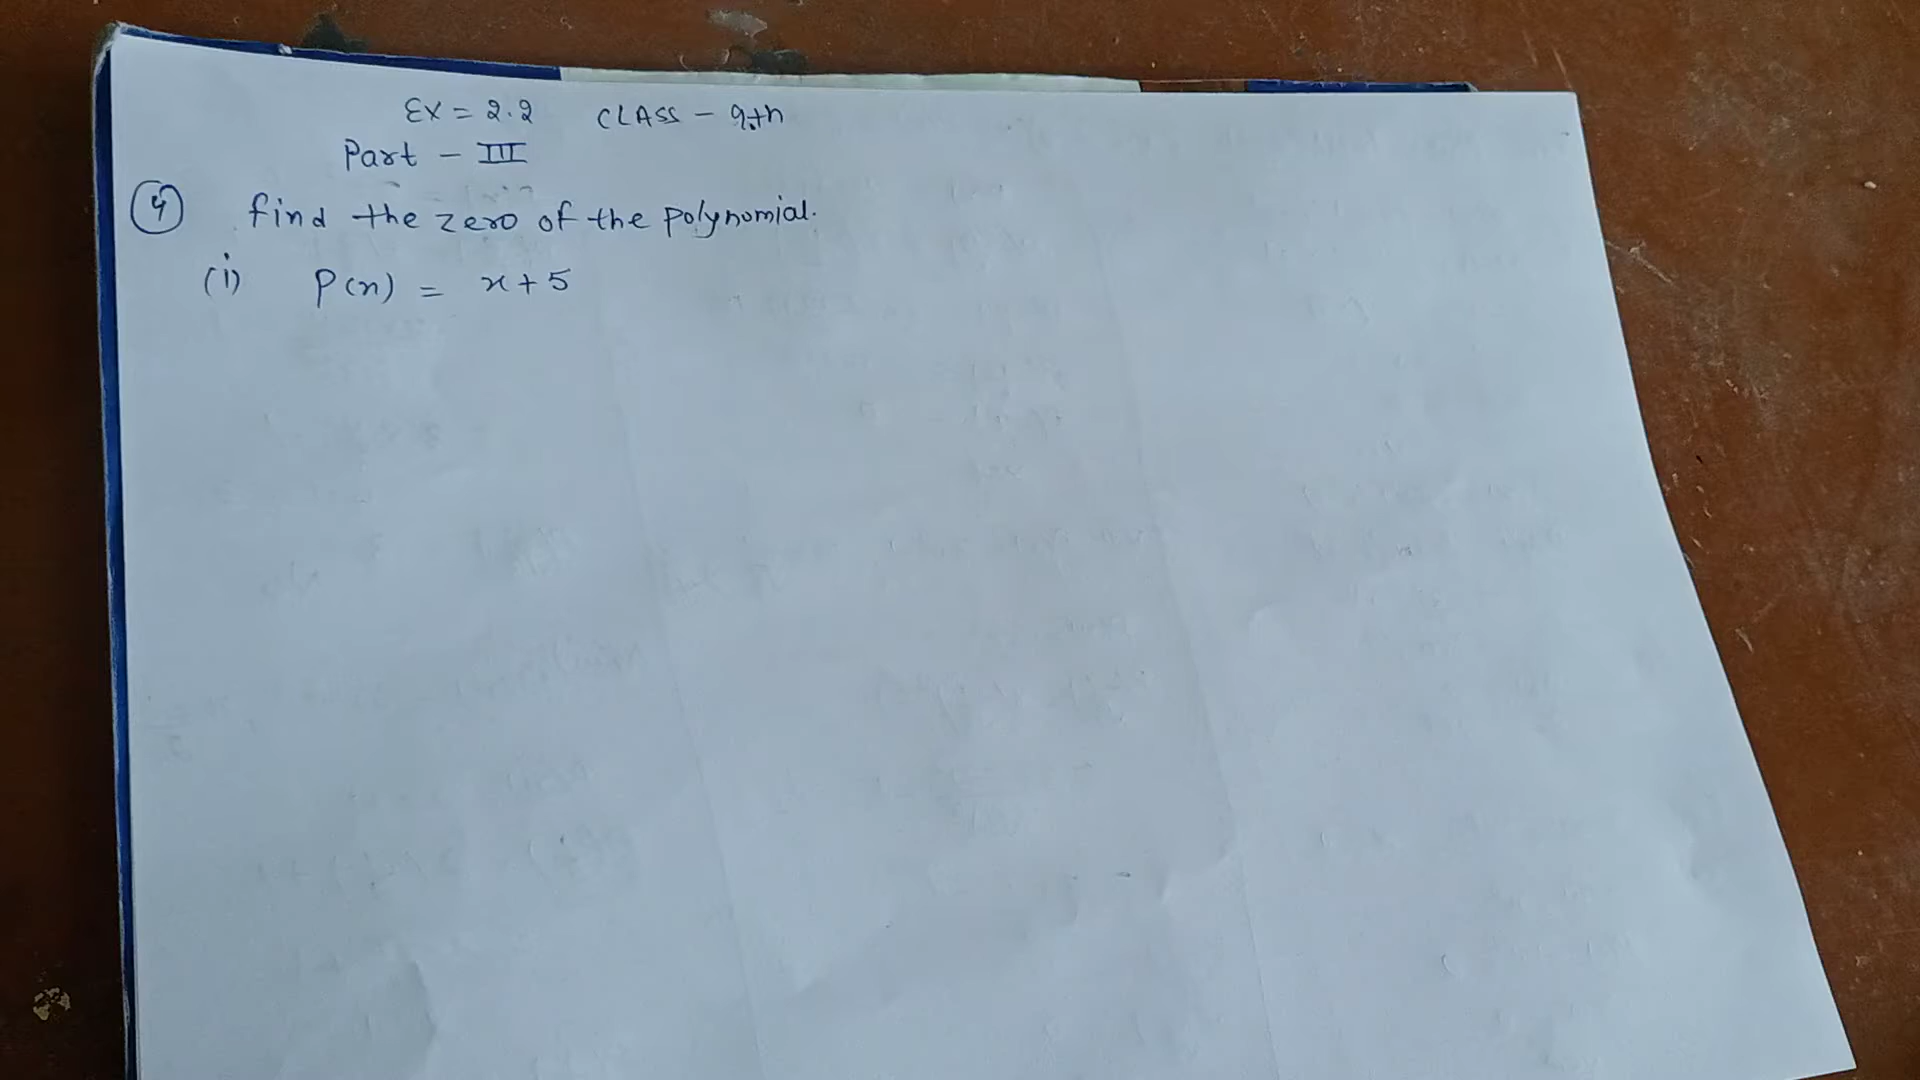 EX = 2.2 CLASS - 9th
Part - III
(4) find the zero of the polynomial.
(i) P(x) = x+5